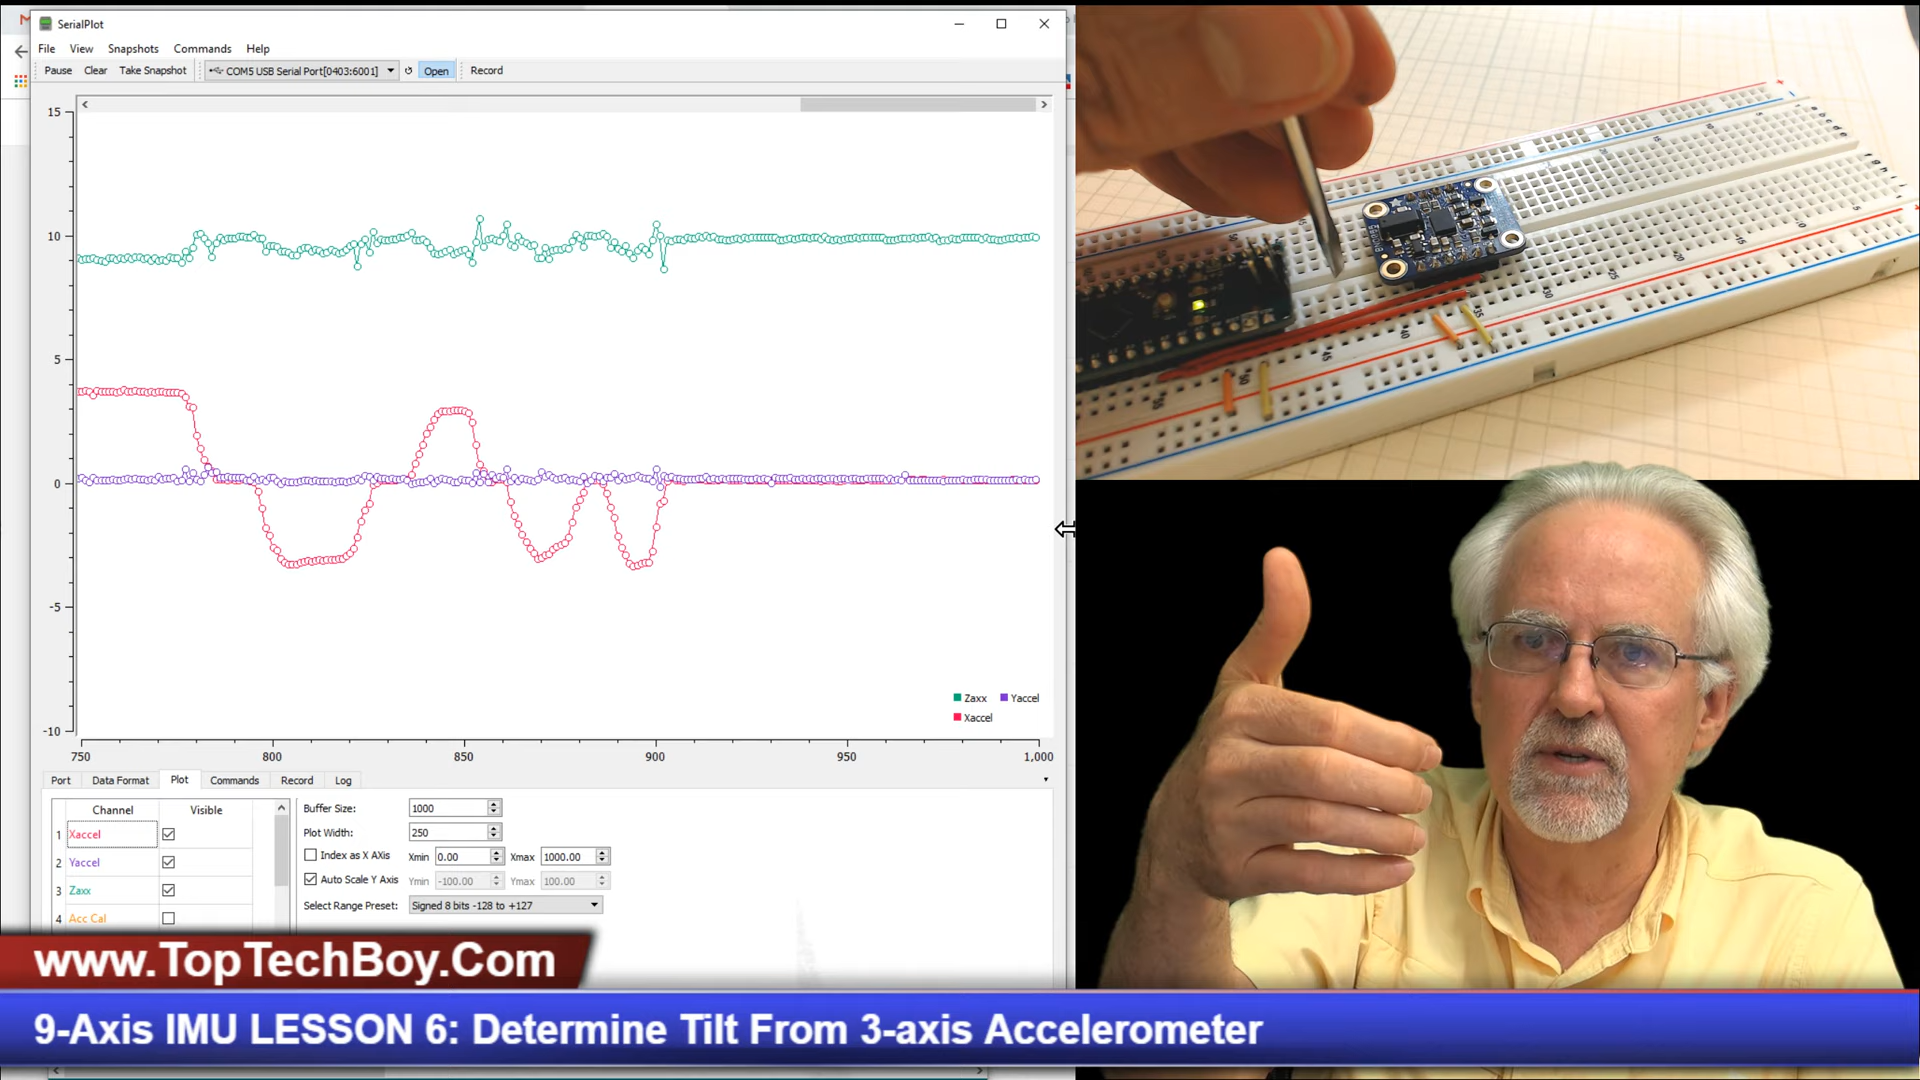 SerialPlot
File View Snapshots Commands Help
Pause Clear Take Snapshot COM5 USB Serial Port[0403:6001] Open Record
15
10
5
0
-5
-10
Zaxx Yaccel
Xaccel
750 800 850 900 950 1,000
Port Data Format Plot Commands Record Log
Channel Visible
1 Xaccel
2 Yaccel
3 Zaxx
4 Acc Cal
Buffer Size: 1000
Plot Width: 250
Index as X AXis Xmin 0.00 Xmax 1000.00
Auto Scale Y Axis Ymin -100.00 Ymax 100.00
Select Range Preset: Signed 8 bits -128 to +127
www.TopTechBoy.Com
9-Axis IMU LESSON 6: Determine Tilt From 3-axis Accelerometer